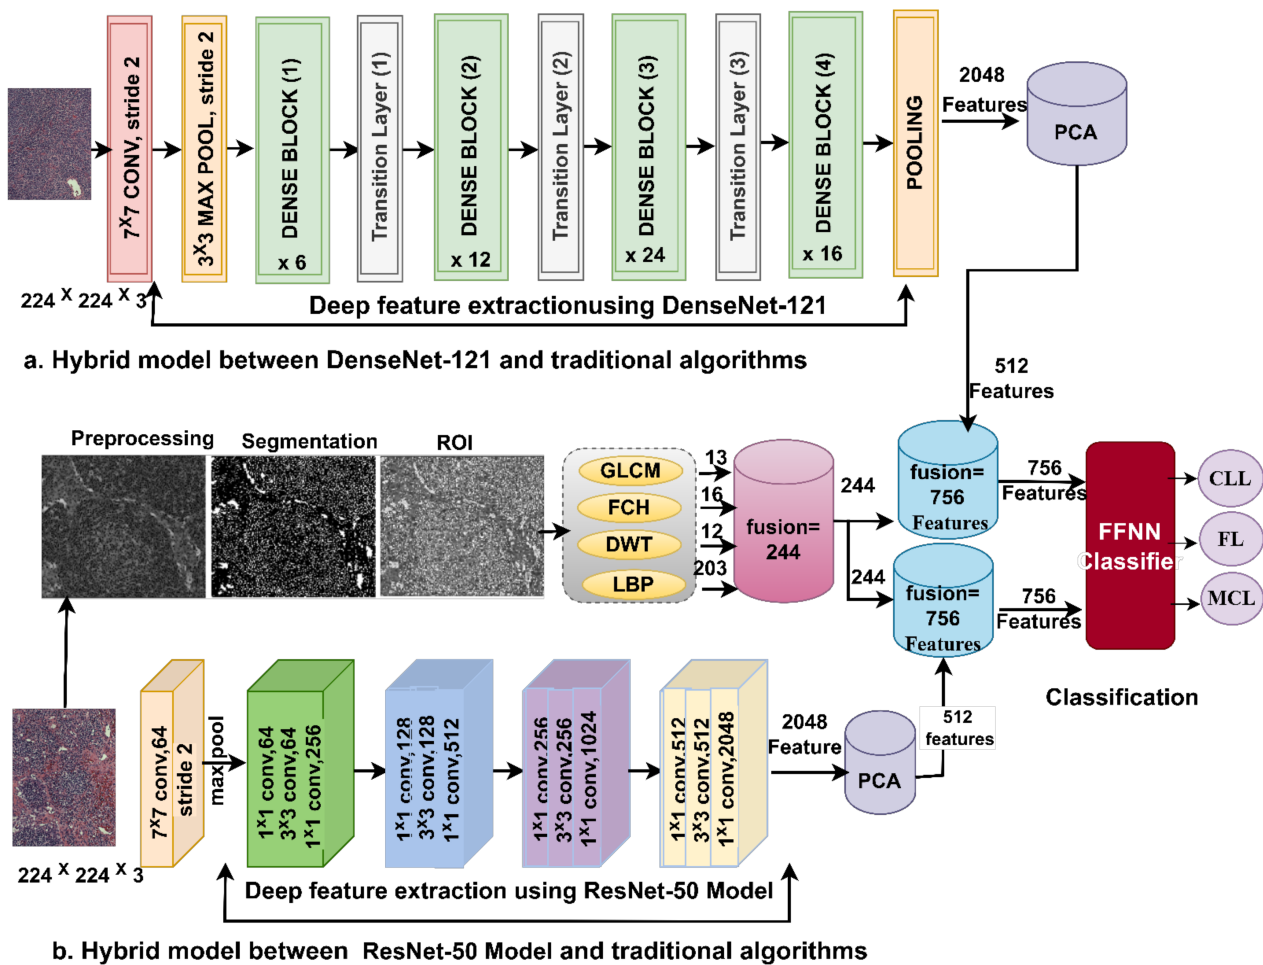 7x7 CONV, stride 2
3x3 MAX POOL, stride 2
DENSE BLOCK (1)
x 6
Transition Layer (1)
DENSE BLOCK (2)
x 12
Transition Layer (2)
DENSE BLOCK (3)
x 24
Transition Layer (3)
DENSE BLOCK (4)
x 16
POOLING
2048
Features
PCA
224 x 224 x 3
Deep feature extractionusing DenseNet-121
a. Hybrid model between DenseNet-121 and traditional algorithms
512
Features
Preprocessing
Segmentation
ROI
GLCM
FCH
DWT
LBP
13
16
12
203
fusion=
244
244
244
fusion=
756
Features
fusion=
756
Features
756
Features
756
Features
FFNN
Classifier
CLL
FL
MCL
Classification
7x7 conv,64
stride 2
max pool
1x1 conv,64
3x3 conv,64
1x1 conv,256
1x1 conv,128
3x3 conv,128
1x1 conv,512
1x1 conv,256
3x3 conv,256
1x1 conv,1024
1x1 conv,512
3x3 conv,512
1x1 conv,2048
2048
Feature
PCA
512
features
224 x 224 x 3
Deep feature extraction using ResNet-50 Model
b. Hybrid model between ResNet-50 Model and traditional algorithms